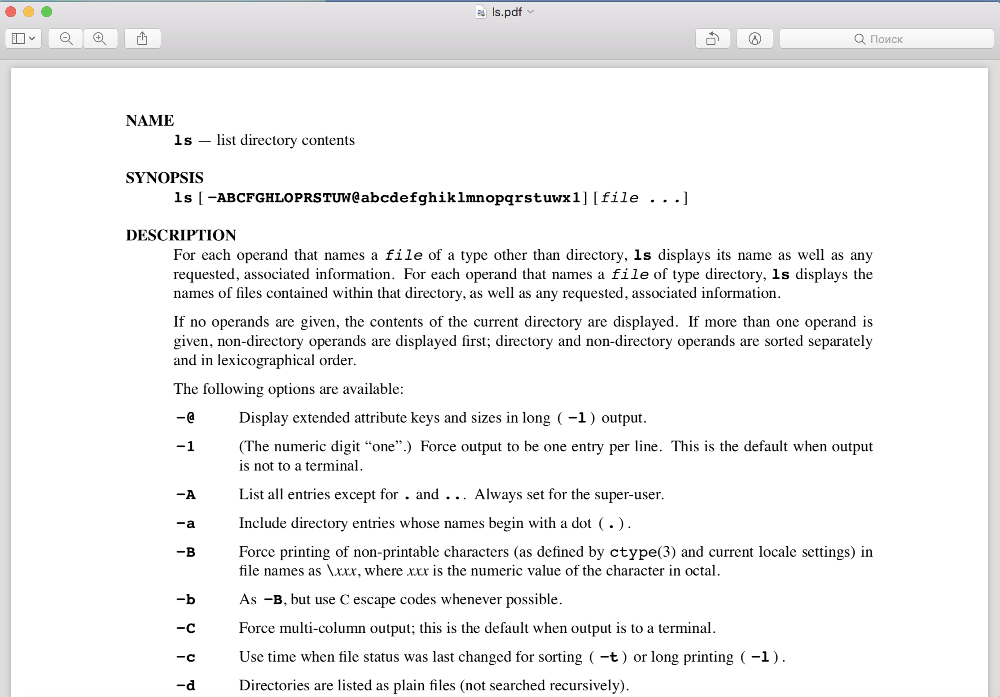 ls.pdf
Поиск
NAME
ls — list directory contents
SYNOPSIS
ls [ -ABCFGHLOPRSTUW@abcdefghiklmnopqrstuwx1] [file ...]
DESCRIPTION
For each operand that names a file of a type other than directory, ls displays its name as well as any
requested, associated information. For each operand that names a file of type directory, ls displays the
names of files contained within that directory, as well as any requested, associated information.
If no operands are given, the contents of the current directory are displayed. If more than one operand is
given, non-directory operands are displayed first; directory and non-directory operands are sorted separately
and in lexicographical order.
The following options are available:
-@ Display extended attribute keys and sizes in long ( -l ) output.
-1 (The numeric digit “one”.) Force output to be one entry per line. This is the default when output
is not to a terminal.
-A List all entries except for . and ... Always set for the super-user.
-a Include directory entries whose names begin with a dot ( . ) .
-B Force printing of non-printable characters (as defined by ctype(3) and current locale settings) in
file names as \xxx, where xxx is the numeric value of the character in octal.
-b As -B, but use C escape codes whenever possible.
-C Force multi-column output; this is the default when output is to a terminal.
-c Use time when file status was last changed for sorting ( -t ) or long printing ( -l ) .
-d Directories are listed as plain files (not searched recursively).